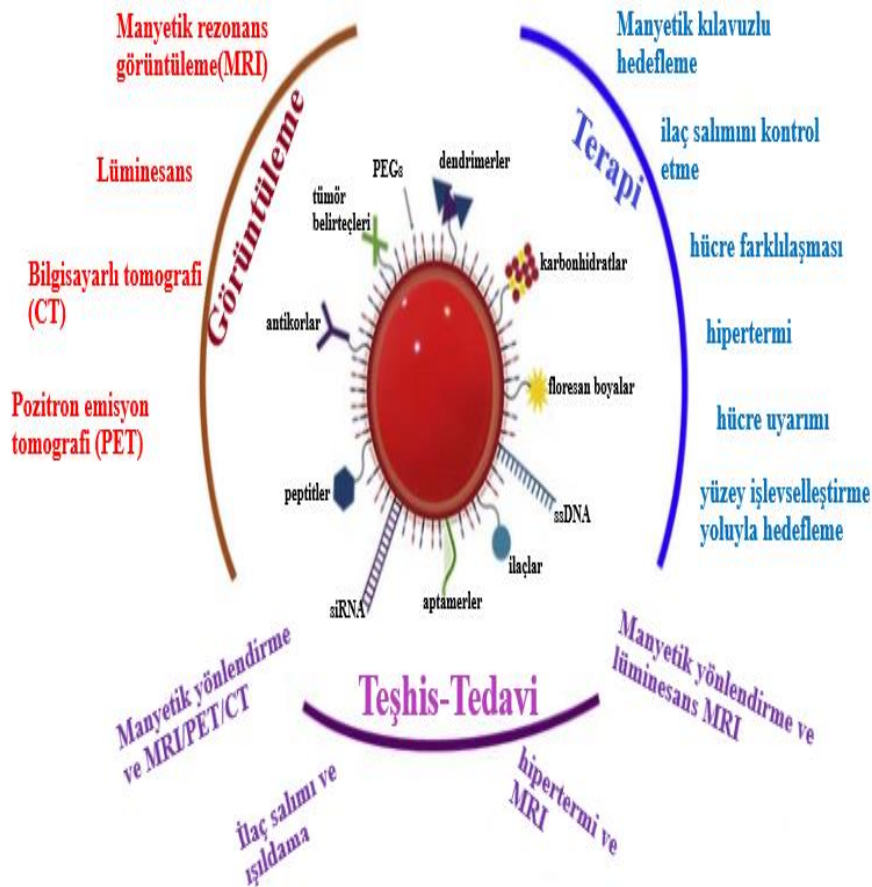 Manyetik rezonans
görüntüleme(MRI)
Lüminesans
Bilgisayarlı tomografi
(CT)
Pozitron emisyon
tomografi (PET)
Görüntüleme
PEGs
dendrimerler
tümör
belirteçleri
karbonhidratlar
antikorlar
floresan boyalar
peptitler
ssDNA
ilaçlar
siRNA
aptamerler
Terapi
Manyetik kılavuzlu
hedefleme
ilaç salımını kontrol
etme
hücre farklılaşması
hipertermi
hücre uyarımı
yüzey işlevselleştirme
yoluyla hedefleme
Teşhis-Tedavi
Manyetik yönlendirme
ve MRI/PET/CT
İlaç salımı ve
ışıldama
hipertermi ve
MRI
Manyetik yönlendirme ve
lüminesans MRI